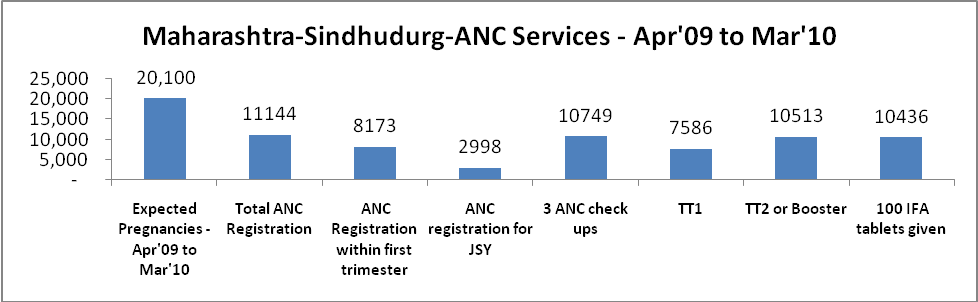 Maharashtra-Sindhudurg-ANC Services - Apr'09 to Mar'10
25,000
20,000
15,000
10,000
5,000
-
20,100
11144
8173
2998
10749
7586
10513
10436
Expected
Pregnancies -
Apr'09 to
Mar'10
Total ANC
Registration
ANC
Registration
within first
trimester
ANC
registration for
JSY
3 ANC check
ups
TT1
TT2 or Booster
100 IFA
tablets given